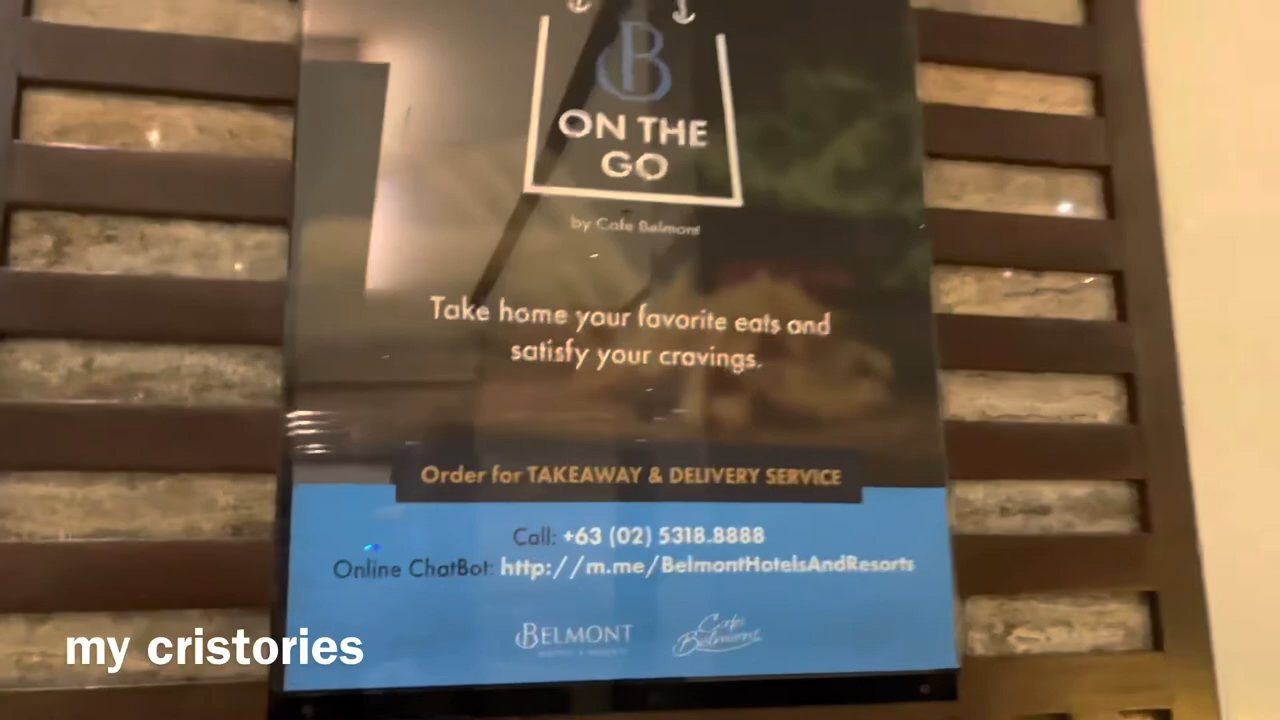 B
ON THE
GO
by Cafe Belmont
Take home your favorite eats and
satisfy your cravings.
Order for TAKEAWAY & DELIVERY SERVICE
Call: +63 (02) 5318.8888
Online ChatBot: http://m.me/BelmontHotelsAndResorts
BELMONT
Cafe
Belmont
my cristories